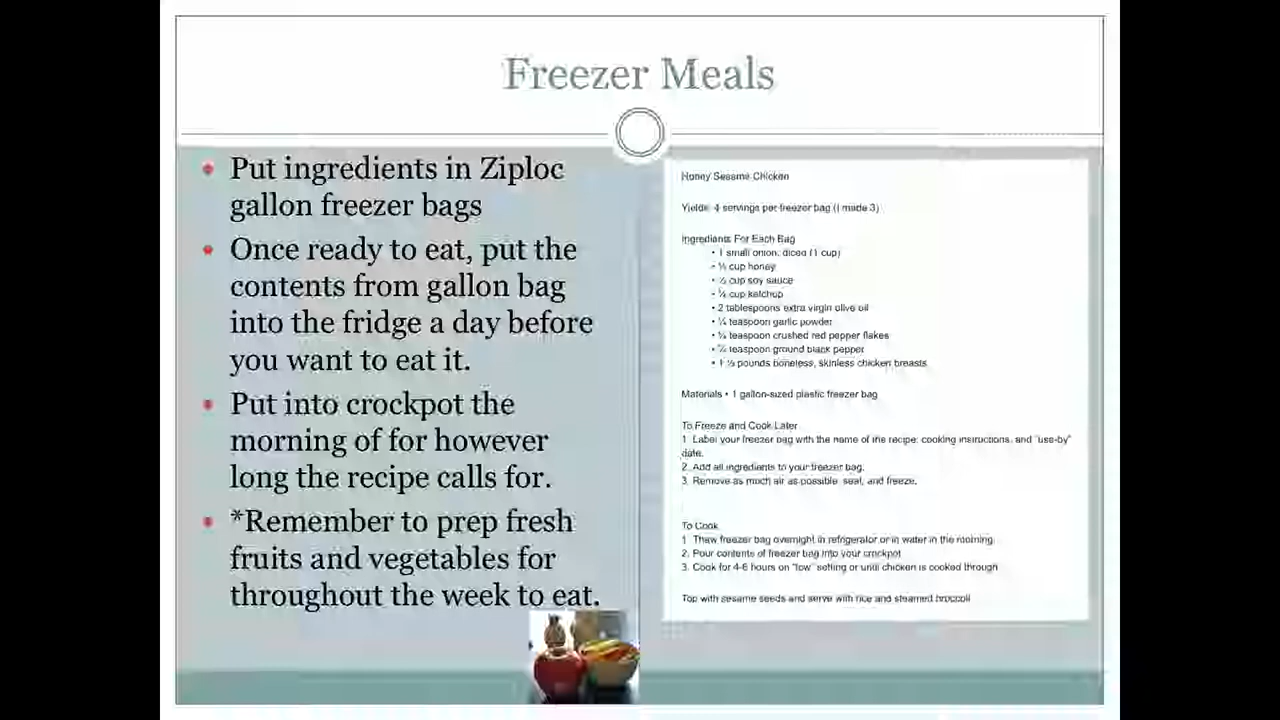 Freezer Meals
Put ingredients in Ziploc
gallon freezer bags
Once ready to eat, put the
contents from gallon bag
into the fridge a day before
you want to eat it.
Put into crockpot the
morning of for however
long the recipe calls for.
*Remember to prep fresh
fruits and vegetables for
throughout the week to eat.
Honey Sesame Chicken
Yields: 4 servings per freezer bag (I made 3)
Ingredients For Each Bag
• 1 small onion, diced (1 cup)
• cup honey
• cup soy sauce
• cup ketchup
• 2 tablespoons extra virgin olive oil
• teaspoon garlic powder
• teaspoon crushed red pepper flakes
• teaspoon ground black pepper
• 1 pounds boneless, skinless chicken breasts
Materials • 1 gallon-sized plastic freezer bag
To Freeze and Cook Later
1. Label your freezer bag with the name of the recipe, cooking instructions, and "use-by"
date.
2. Add all ingredients to your freezer bag.
3. Remove as much air as possible, seal, and freeze.
To Cook
1. Thaw freezer bag overnight in refrigerator or in water in the morning.
2. Pour contents of freezer bag into your crockpot
3. Cook for 4-6 hours on "low" setting or until chicken is cooked through
Top with sesame seeds and serve with rice and steamed broccoli